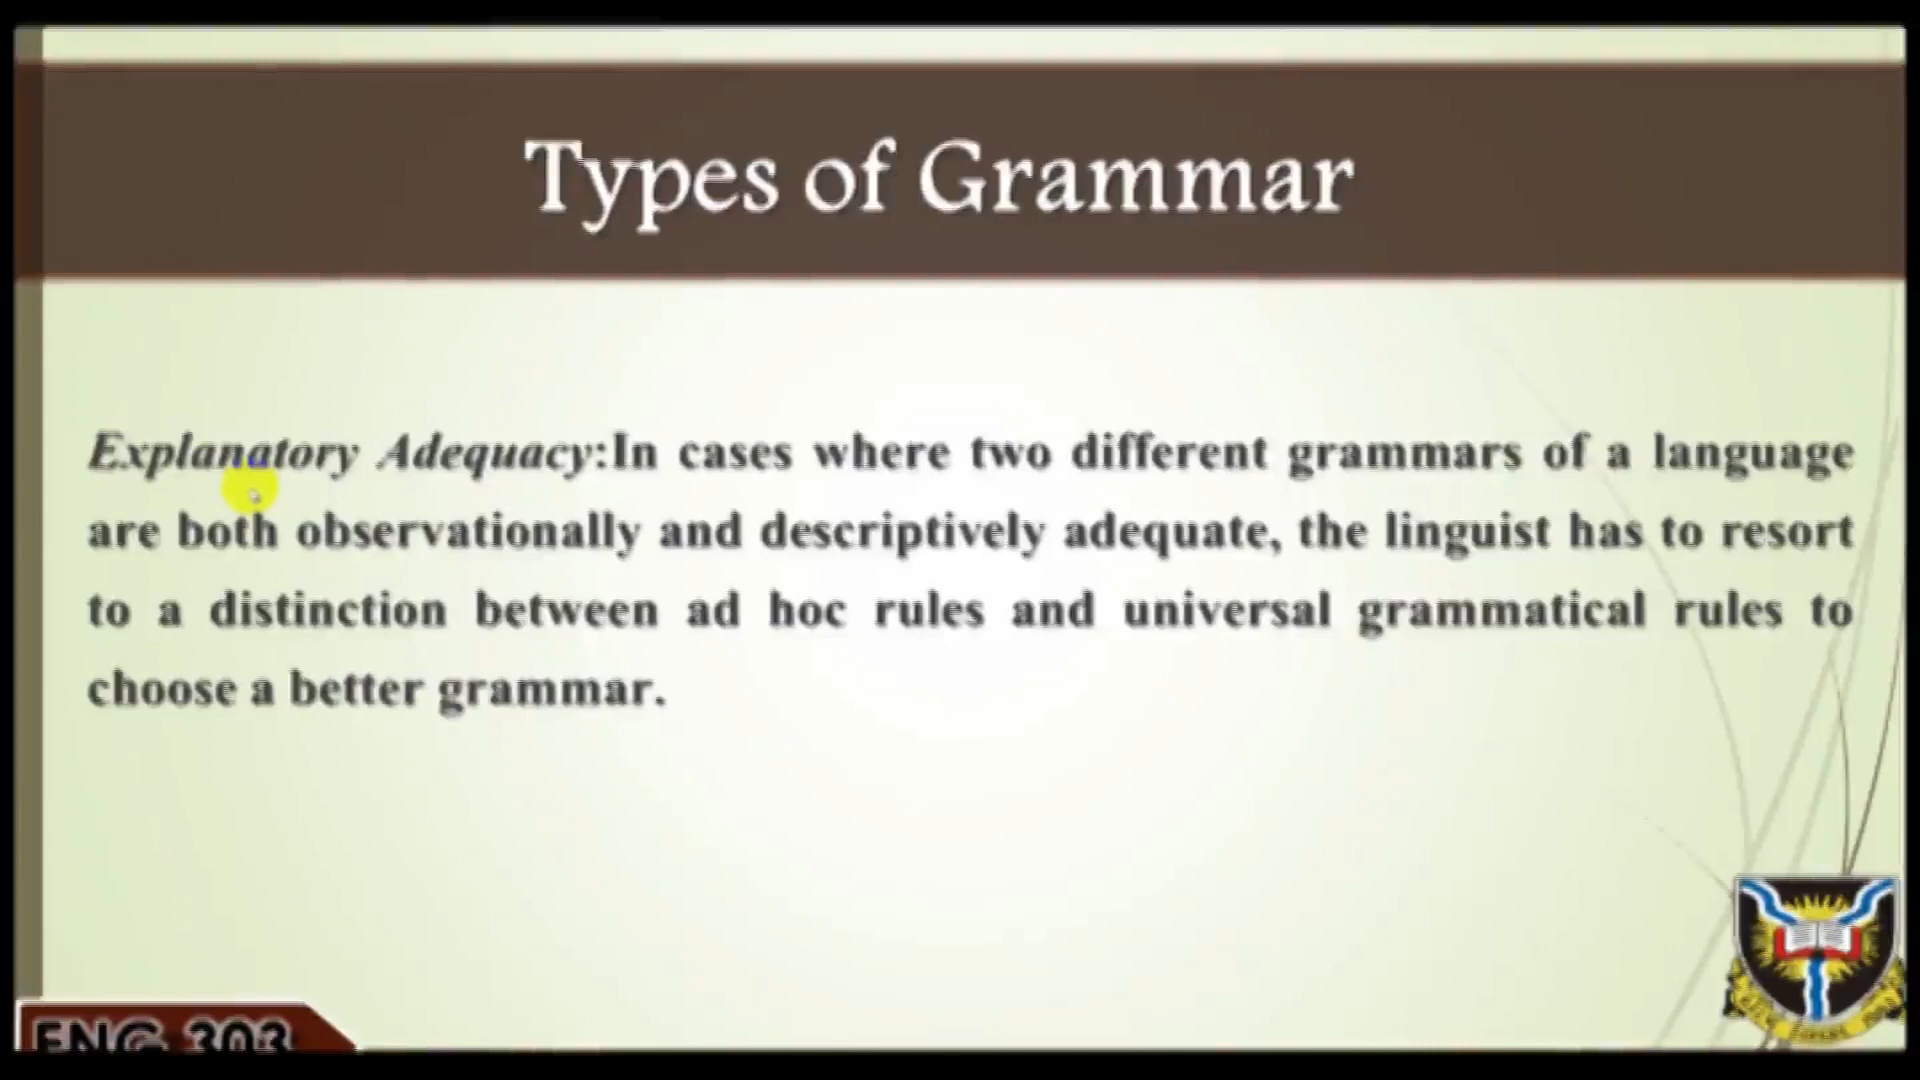 Types of Grammar
Explanatory Adequacy:In cases where two different grammars of a language
are both observationally and descriptively adequate, the linguist has to resort
to a distinction between ad hoc rules and universal grammatical rules to
choose a better grammar.
ENG 303